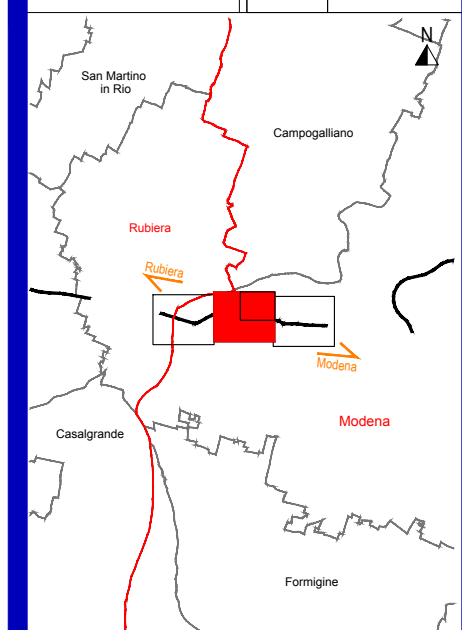 N
San Martino
in Rio
Campogalliano
Rubiera
Rubiera
Modena
Modena
Casalgrande
Formigine